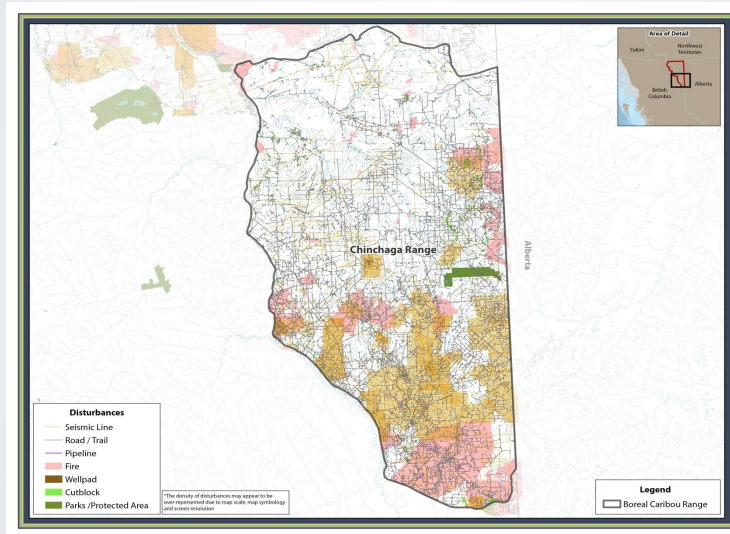 Area of Detail
Yukon
Northwest
Territories
British
Columbia
Alberta
Chinchaga Range
Alberta
Disturbances
Seismic Line
Road / Trail
Pipeline
Fire
Wellpad
Cutblock
Parks /Protected Area
*The density of disturbances may appear to be
over-represented due to map scale, map symbology
and screen resolution
Legend
Boreal Caribou Range